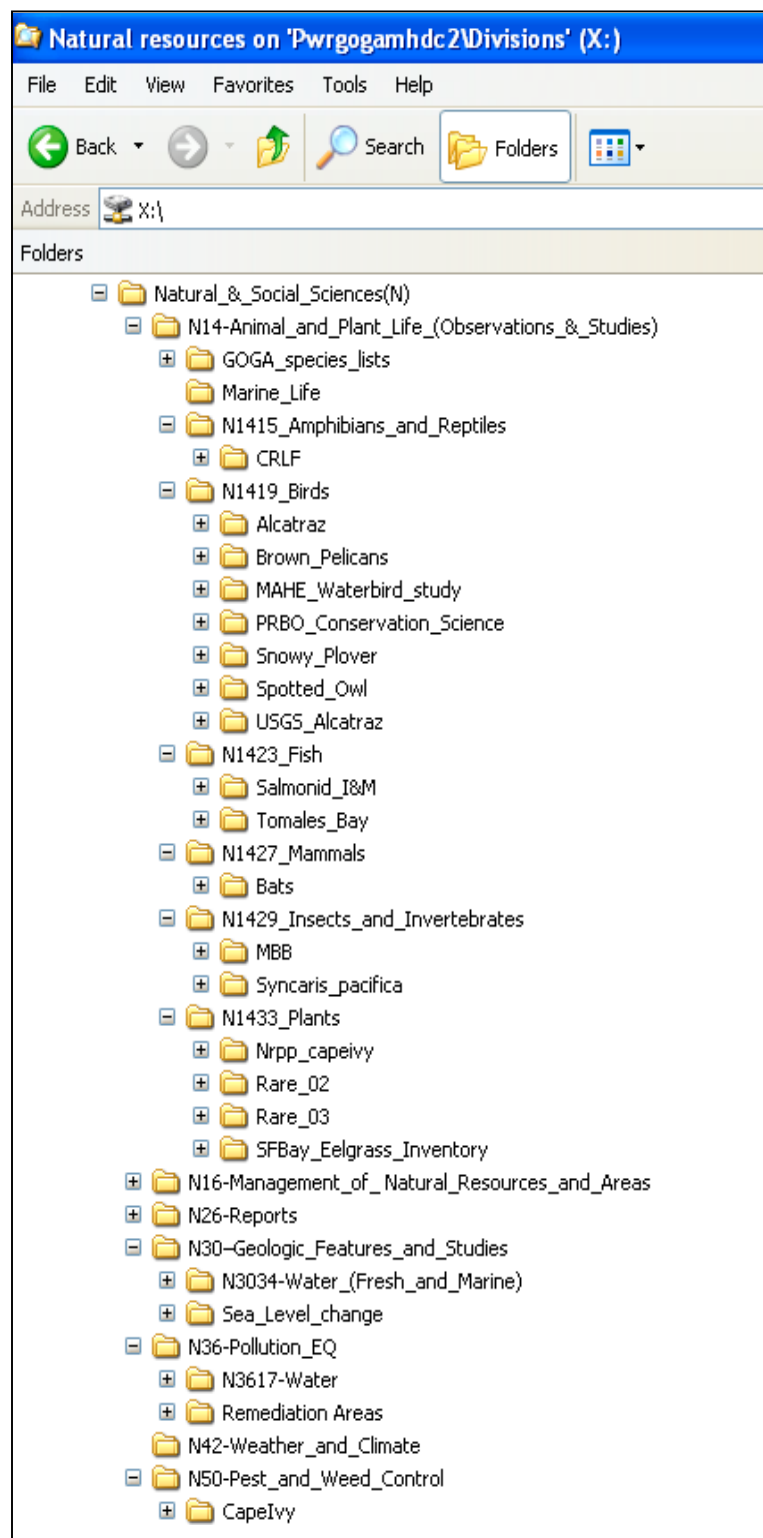 Natural resources on 'Pwrgogamhdc2\Divisions' (X:)
File Edit View Favorites Tools Help
Back Search Folders
Address X:\
Folders
Natural_&_Social_Sciences(N)
N14-Animal_and_Plant_Life_(Observations_&_Studies)
GOGA_species_lists
Marine_Life
N1415_Amphibians_and_Reptiles
CRLF
N1419_Birds
Alcatraz
Brown_Pelicans
MAHE_Waterbird_study
PRBO_Conservation_Science
Snowy_Plover
Spotted_Owl
USGS_Alcatraz
N1423_Fish
Salmonid_I&M
Tomales_Bay
N1427_Mammals
Bats
N1429_Insects_and_Invertebrates
MBB
Syncaris_pacifica
N1433_Plants
Nrpp_capeivy
Rare_02
Rare_03
SFBay_Eelgrass_Inventory
N16-Management_of_ Natural_Resources_and_Areas
N26-Reports
N30–Geologic_Features_and_Studies
N3034-Water_(Fresh_and_Marine)
Sea_Level_change
N36-Pollution_EQ
N3617-Water
Remediation Areas
N42-Weather_and_Climate
N50-Pest_and_Weed_Control
CapeIvy